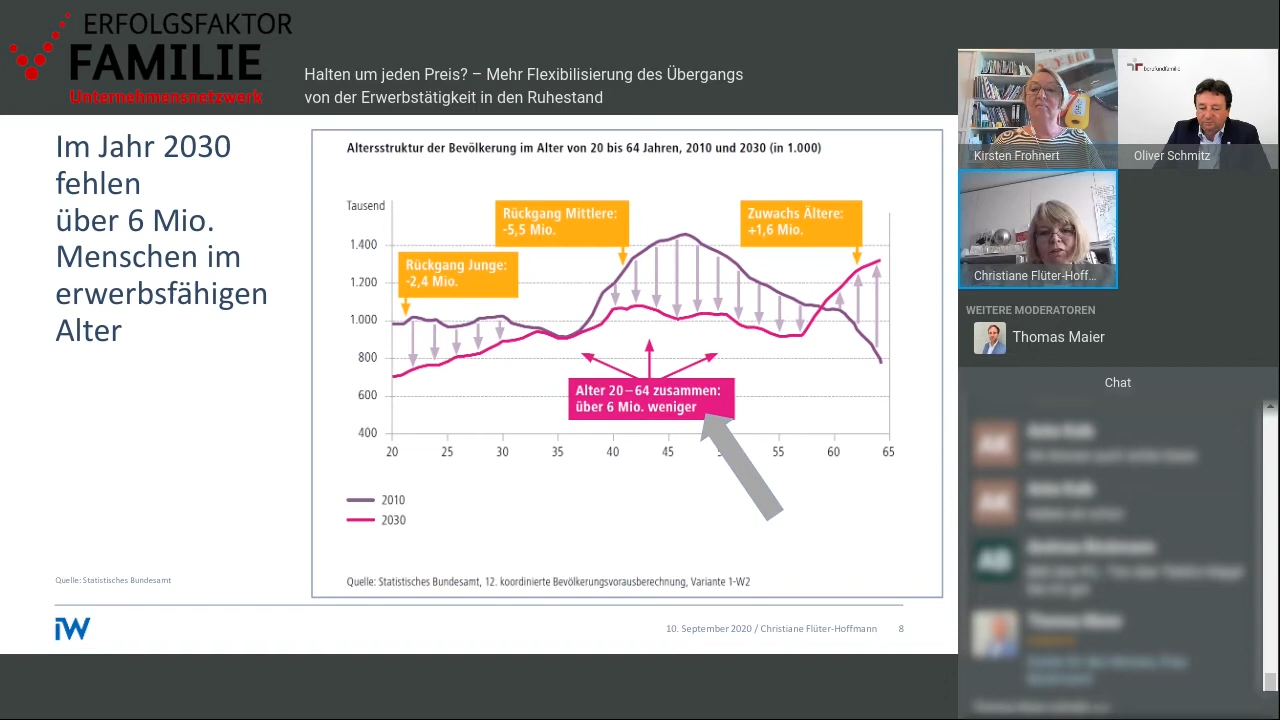 ERFOLGSFAKTOR
FAMILIE
Unternehmensnetzwerk
Halten um jeden Preis? – Mehr Flexibilisierung des Übergangs
von der Erwerbstätigkeit in den Ruhestand
Im Jahr 2030
fehlen
über 6 Mio.
Menschen im
erwerbsfähigen
Alter
Quelle: Statistisches Bundesamt
Altersstruktur der Bevölkerung im Alter von 20 bis 64 Jahren, 2010 und 2030 (in 1.000)
Tausend
1.400
1.200
1.000
800
600
400
Rückgang Junge:
-2,4 Mio.
Rückgang Mittlere:
-5,5 Mio.
Zuwachs Ältere:
+1,6 Mio.
Alter 20–64 zusammen:
über 6 Mio. weniger
20 25 30 35 40 45 55 60 65
2010
2030
Quelle: Statistisches Bundesamt, 12. koordinierte Bevölkerungsvorausberechnung, Variante 1-W2
iW
10. September 2020 / Christiane Flüter-Hoffmann 8
berufundfamilie
Kirsten Frohnert
Oliver Schmitz
Christiane Flüter-Hoff...
WEITERE MODERATOREN
Thomas Maier
Chat